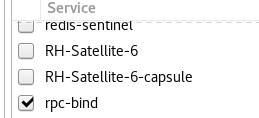 Service
redis-sentinel
RH-Satellite-6
RH-Satellite-6-capsule
rpc-bind